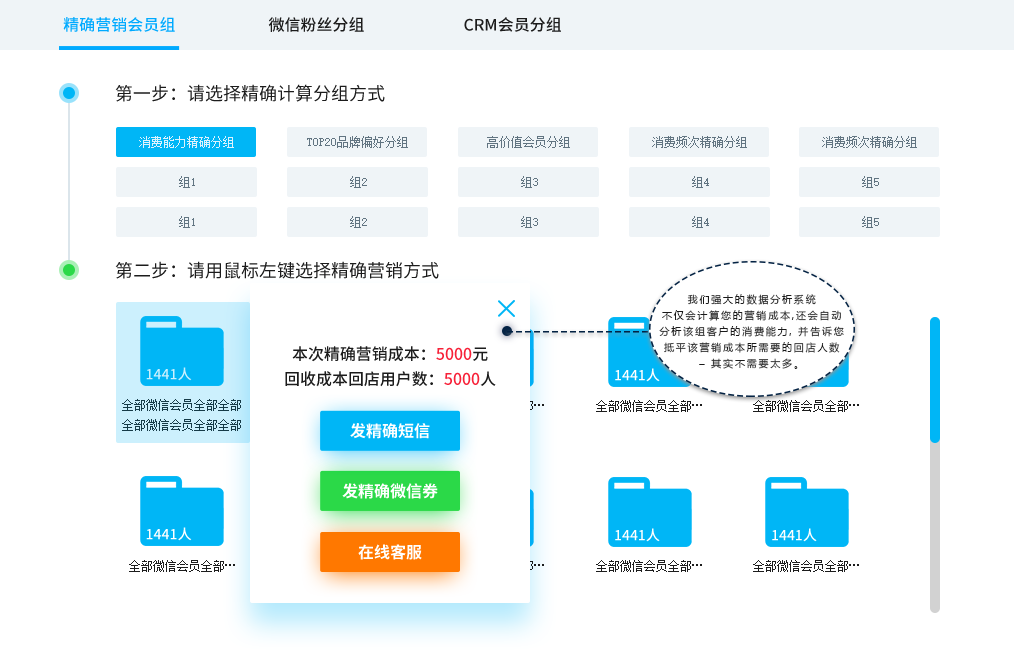 精确营销会员组
微信粉丝分组
CRM会员分组
第一步：请选择精确计算分组方式
消费能力精确分组
TOP20品牌偏好分组
高价值会员分组
消费频次精确分组
消费频次精确分组
组1
组2
组3
组4
组5
组1
组2
组3
组4
组5
第二步：请用鼠标左键选择精确营销方式
我们强大的数据分析系统
不仅会计算您的营销成本,还会自动
分析该组客户的消费能力, 并告诉您
抵平该营销成本所需要的回店人数
– 其实不需要太多。
本次精确营销成本：5000元
回收成本回店用户数：5000人
发精确短信
发精确微信券
在线客服
1441人
全部微信会员全部全部
全部微信会员全部全部
1441人
全部微信会员全部···
全部微信会员全部···
1441人
全部微信会员全部···
1441人
全部微信会员全部···
1441人
全部微信会员全部···